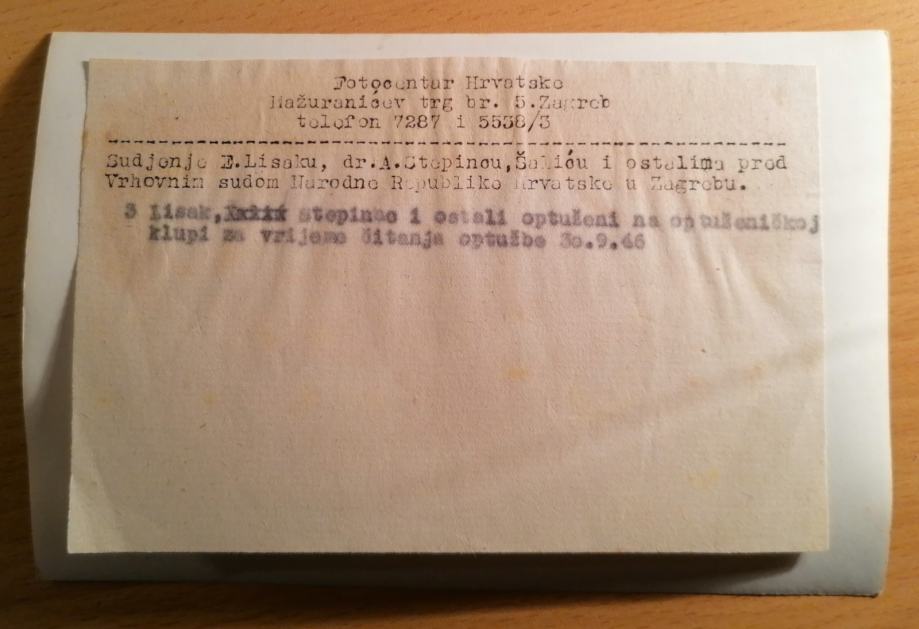 Fotocentar Hrvatske
Mažuranićev trg br. 5.Zagreb
telefon 7287 i 5538/3
Sudjenje E.Lisaku, dr.A.Stepincu,Šaliću i ostalima pred
Vrhovnim sudom Narodne Republike Hrvatske u Zagrebu.
3 Lisak, Stepinac i ostali optuženi na optuženičkoj
klupi za vrijeme čitanja optužbe 3o.9.46